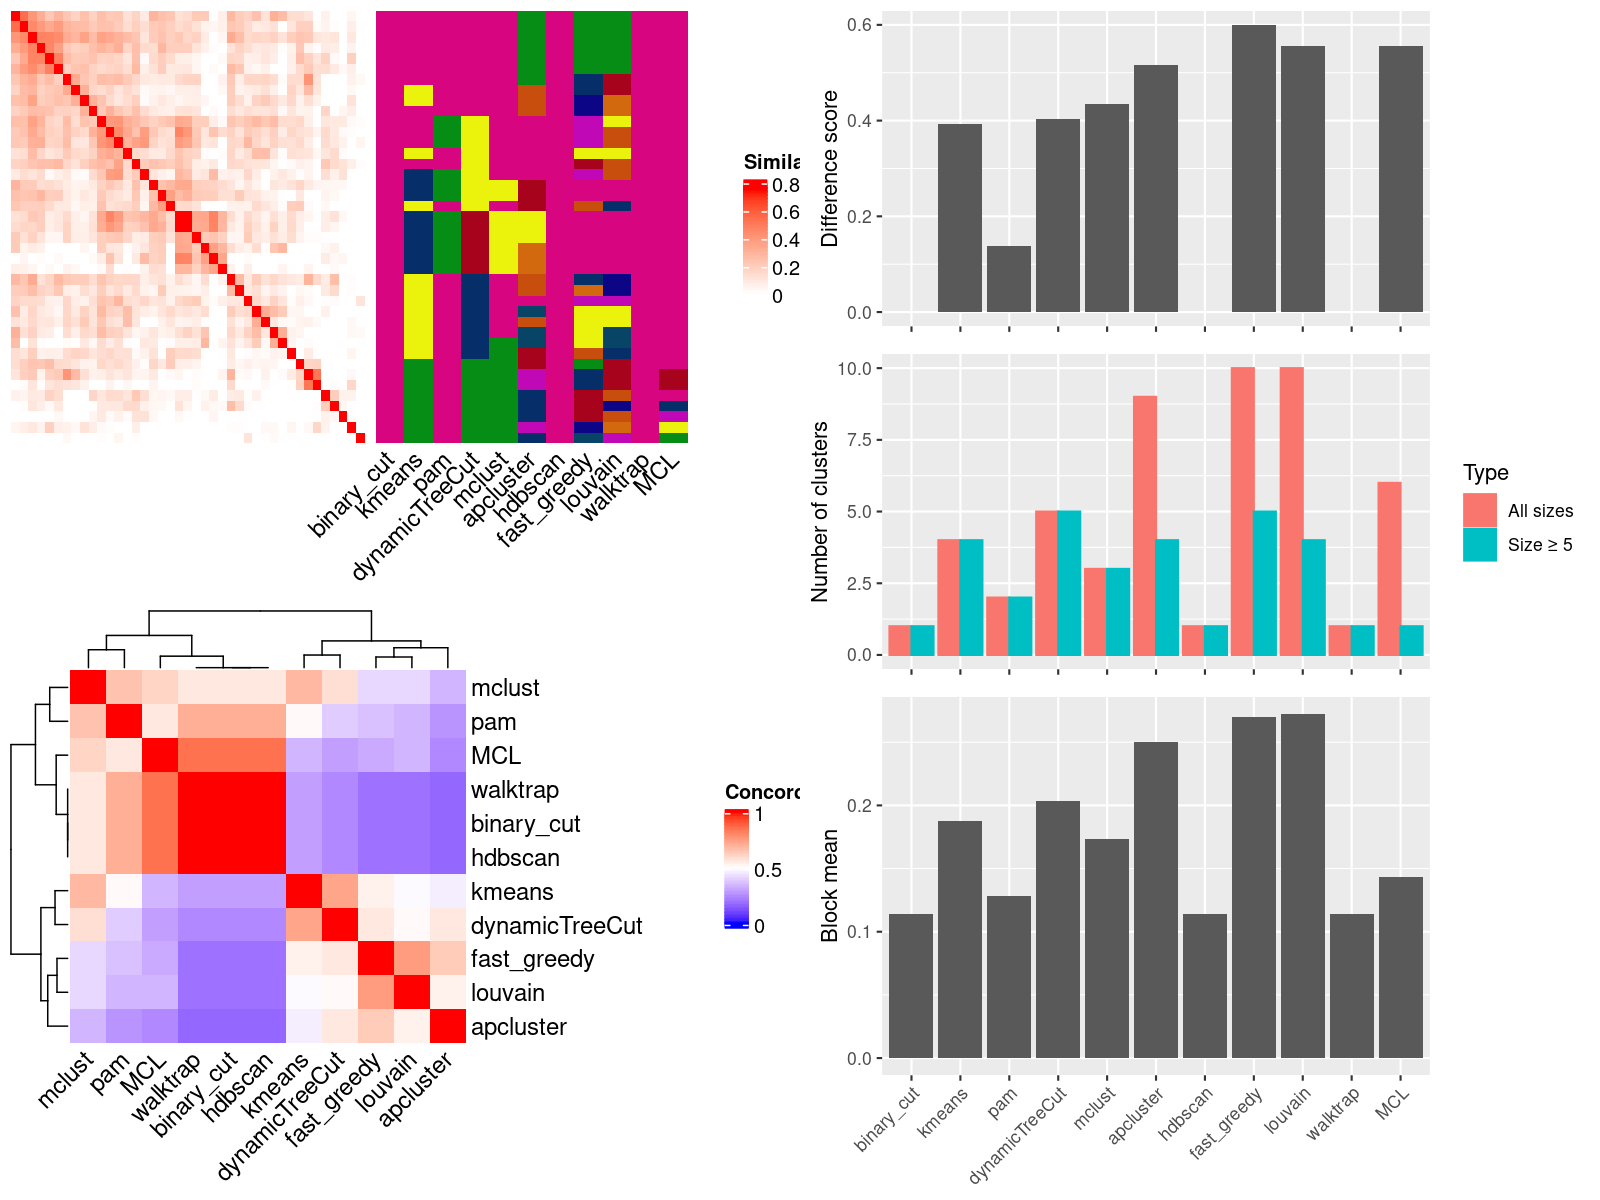 Simila
0.8
0.6
0.4
0.2
0
binary_cut
kmeans
pam
dynamicTreeCut
mclust
apcluster
hdbscan
fast_greedy
louvain
walktrap
MCL
mclust
pam
MCL
walktrap
binary_cut
hdbscan
kmeans
dynamicTreeCut
fast_greedy
louvain
apcluster
mclust
pam
MCL
walktrap
binary_cut
hdbscan
kmeans
dynamicTreeCut
fast_greedy
louvain
apcluster
Concord
1
0.5
0
Difference score
0.6
0.4
0.2
0.0
Number of clusters
10.0
7.5
5.0
2.5
0.0
Type
All sizes
Size ≥ 5
Block mean
0.2
0.1
0.0
binary_cut
kmeans
pam
dynamicTreeCut
mclust
apcluster
hdbscan
fast_greedy
louvain
walktrap
MCL